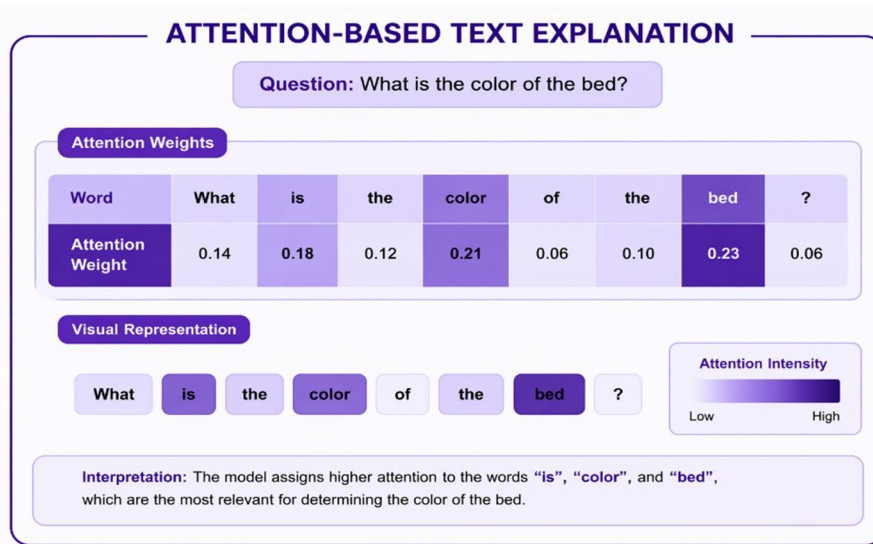 ATTENTION-BASED TEXT EXPLANATION
Question: What is the color of the bed?
Attention Weights
Word What is the color of the bed ?
Attention Weight 0.14 0.18 0.12 0.21 0.06 0.10 0.23 0.06
Visual Representation
What is the color of the bed ?
Attention Intensity
Low High
Interpretation: The model assigns higher attention to the words “is”, “color”, and “bed”,
which are the most relevant for determining the color of the bed.